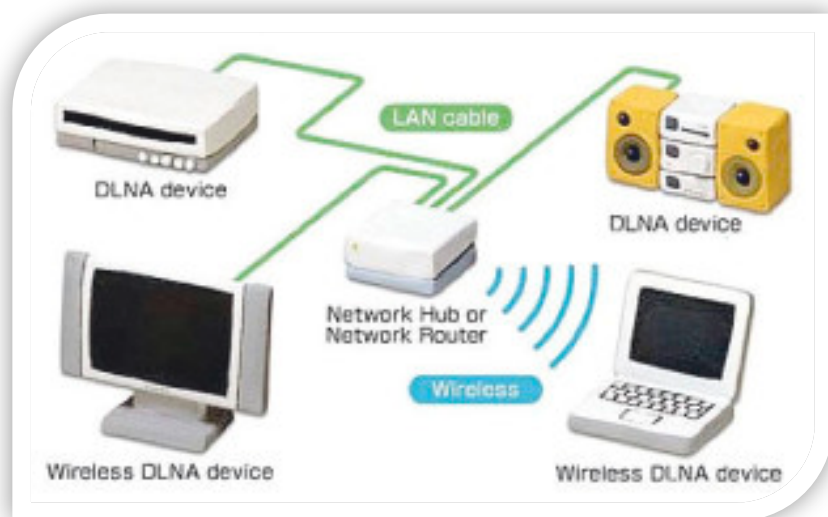 LAN cable
DLNA device
DLNA device
Network Hub or
Network Router
Wireless
Wireless DLNA device
Wireless DLNA device